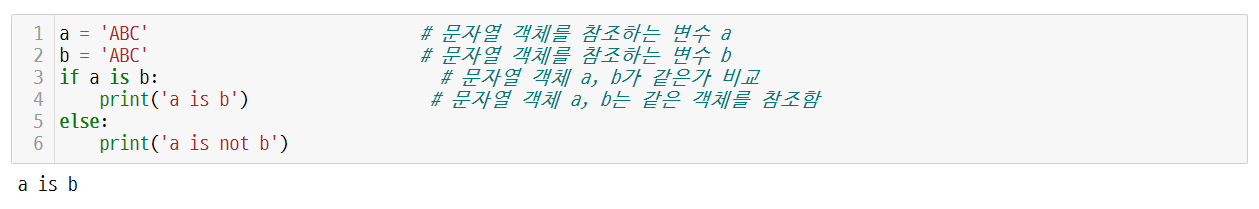 1 a = 'ABC' # 문자열 객체를 참조하는 변수 a
2 b = 'ABC' # 문자열 객체를 참조하는 변수 b
3 if a is b: # 문자열 객체 a, b가 같은가 비교
4 print('a is b') # 문자열 객체 a, b는 같은 객체를 참조함
5 else:
6 print('a is not b')
a is b